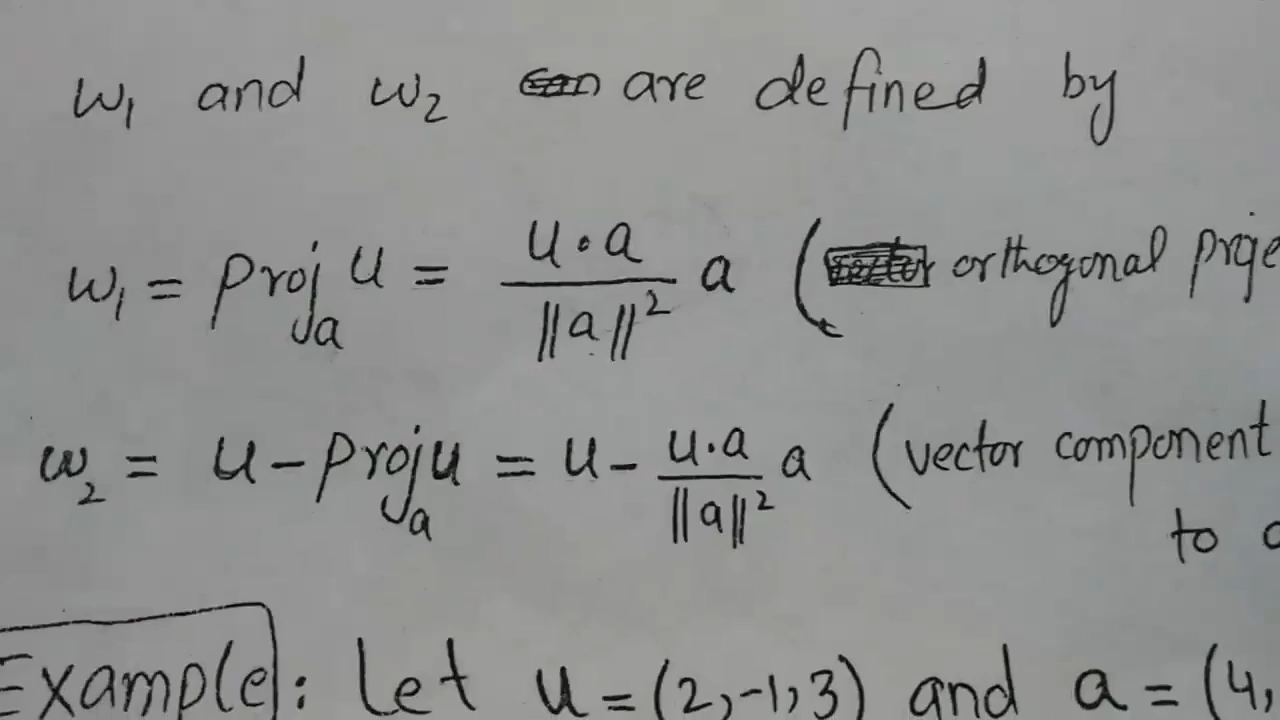 w₁ and w₂ are defined by
w₁ = Proj_a u = (u · a / ||a||²) a ( orthogonal proje
w₂ = u - Proj_a u = u - (u · a / ||a||²) a (vector component
to
Example: Let u = (2, -1, 3) and a = (4,